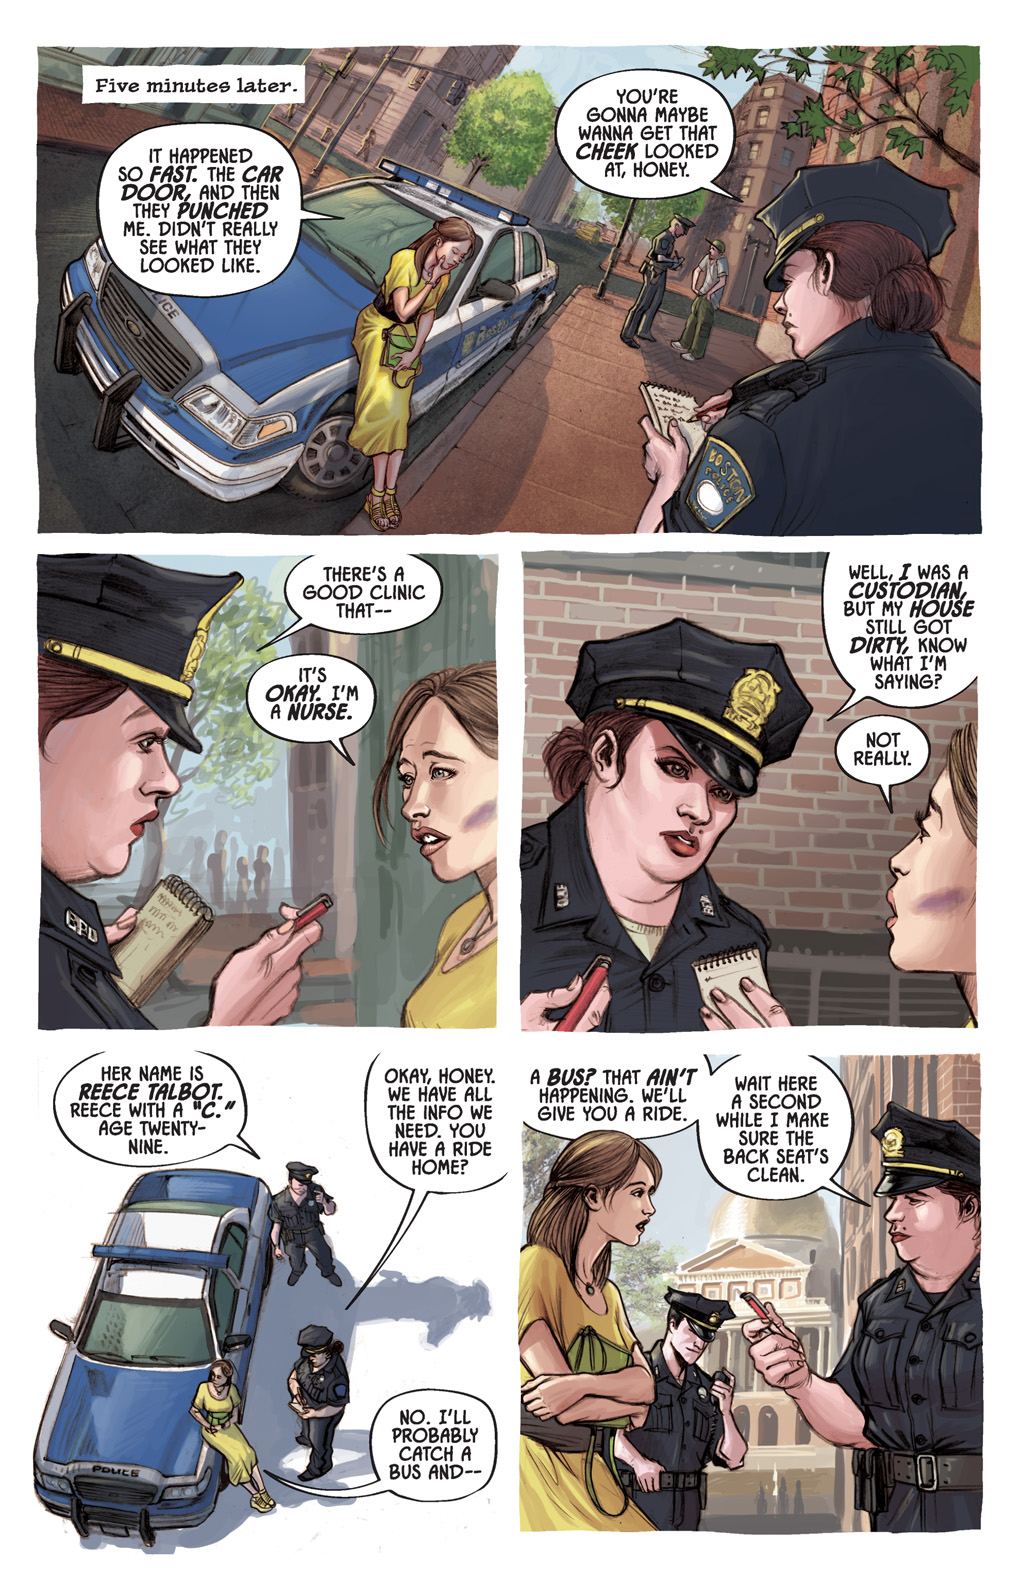 Five minutes later.
IT HAPPENED
SO FAST. THE CAR
DOOR, AND THEN
THEY PUNCHED
ME. DIDN'T REALLY
SEE WHAT THEY
LOOKED LIKE.
YOU'RE
GONNA MAYBE
WANNA GET THAT
CHEEK LOOKED
AT, HONEY.
BOSTON
POLICE
THERE'S A
GOOD CLINIC
THAT--
IT'S
OKAY. I'M
A NURSE.
BPD
WELL, I WAS A
CUSTODIAN,
BUT MY HOUSE
STILL GOT
DIRTY, KNOW
WHAT I'M
SAYING?
NOT
REALLY.
HER NAME IS
REECE TALBOT.
REECE WITH A "C."
AGE TWENTY-
NINE.
OKAY, HONEY.
WE HAVE ALL
THE INFO WE
NEED. YOU
HAVE A RIDE
HOME?
NO. I'LL
PROBABLY
CATCH A
BUS AND--
POLICE
A BUS? THAT AIN'T
HAPPENING. WE'LL
GIVE YOU A RIDE.
WAIT HERE
A SECOND
WHILE I MAKE
SURE THE
BACK SEAT'S
CLEAN.